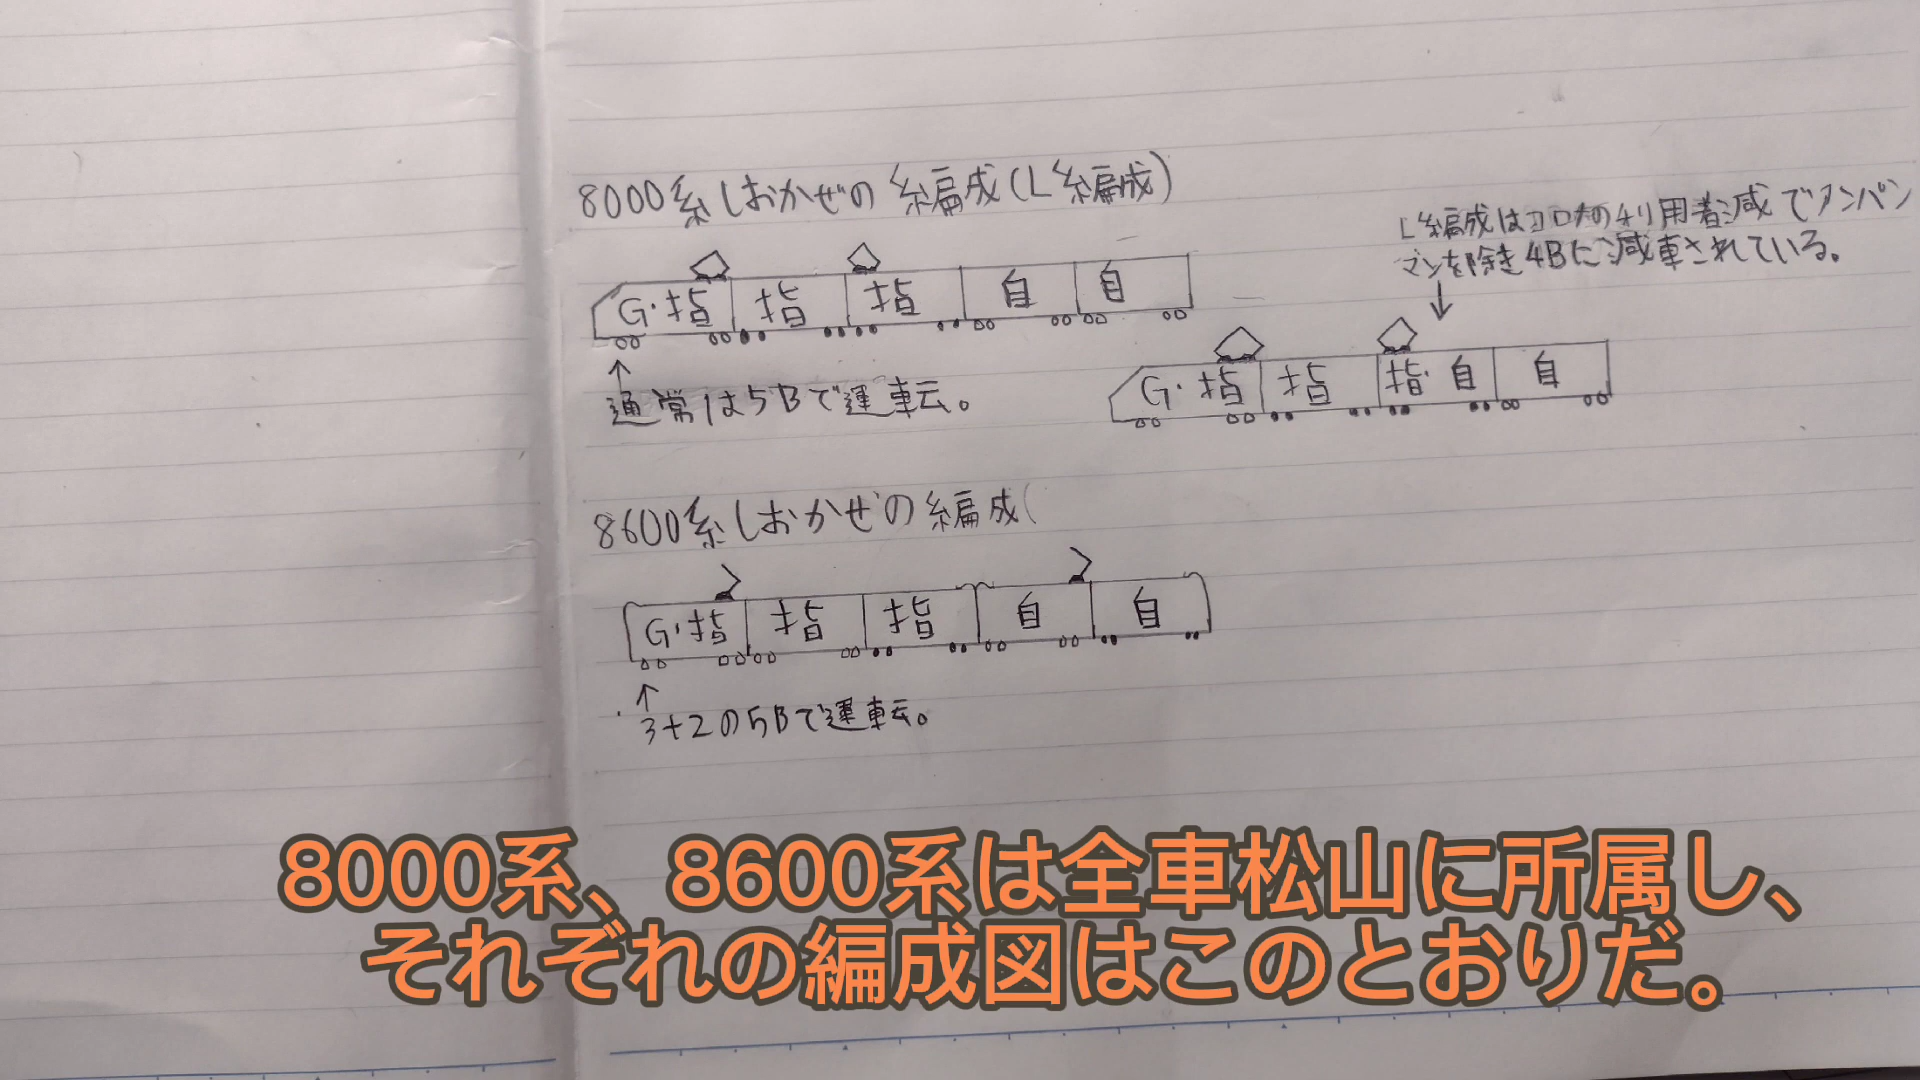 8000系しおかぜの編成(L編成)
L編成はコロナの利用者減でアンパン
マンを除き4Bに減車されている。
G・指 指 指 自 自
↑
通常は5Bで運転。
↓
G・指 指 指・自 自
8600系しおかぜの編成(
G・指 指 指 自 自
↑
3+2の5Bで運転。
8000系、8600系は全車松山に所属し、
それぞれの編成図はこのとおりだ。